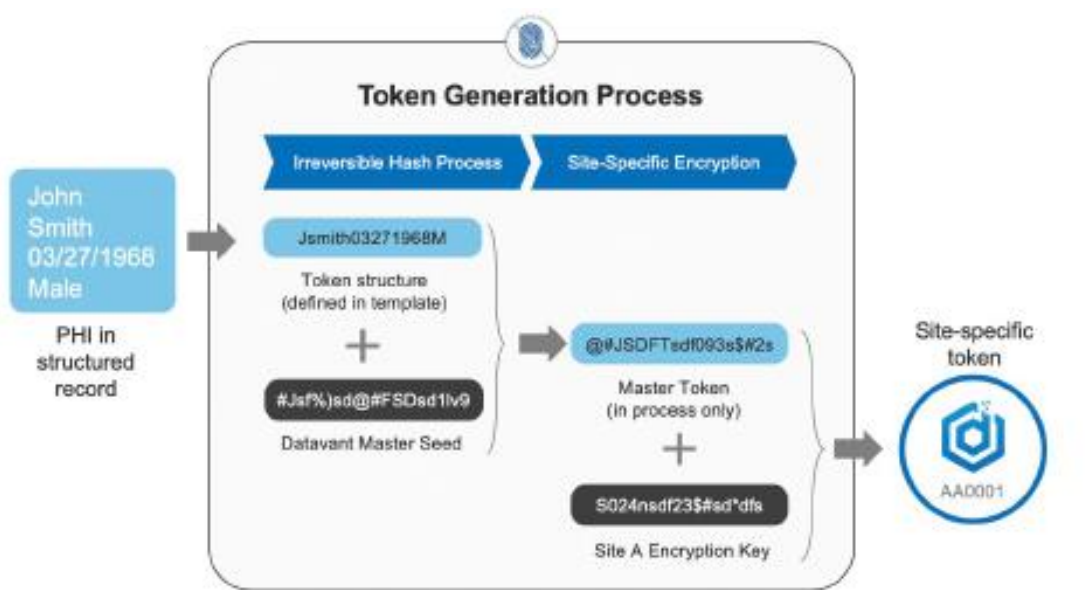 Token Generation Process
Irreversible Hash Process
Site-Specific Encryption
John
Smith
03/27/1968
Male
PHI in
structured
record
Jsmith03271968M
Token structure
(defined in template)
+
#Jsf%)sd@#FSDsd1lv9
Datavant Master Seed
@#JSDFTsdf093s$#2s
Master Token
(in process only)
+
S024nsdf23$#sd*dfs
Site A Encryption Key
Site-specific
token
AA0001